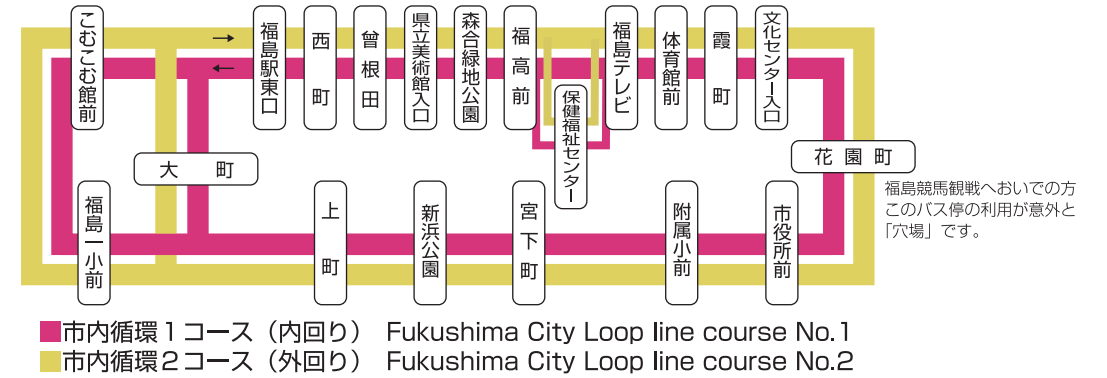 こむこむ館前
福島駅東口
西町
曾根田
県立美術館入口
森合緑地公園
福高前
保健福祉センター
福島テレビ
体育館前
霞町
文化センター入口
→
←
大町
花園町
福島競馬観戦へおいでの方
このバス停の利用が意外と
「穴場」です。
福島一小前
上町
新浜公園
宮下町
附属小前
市役所前
市内循環1コース（内回り） Fukushima City Loop line course No.1
市内循環2コース（外回り） Fukushima City Loop line course No.2